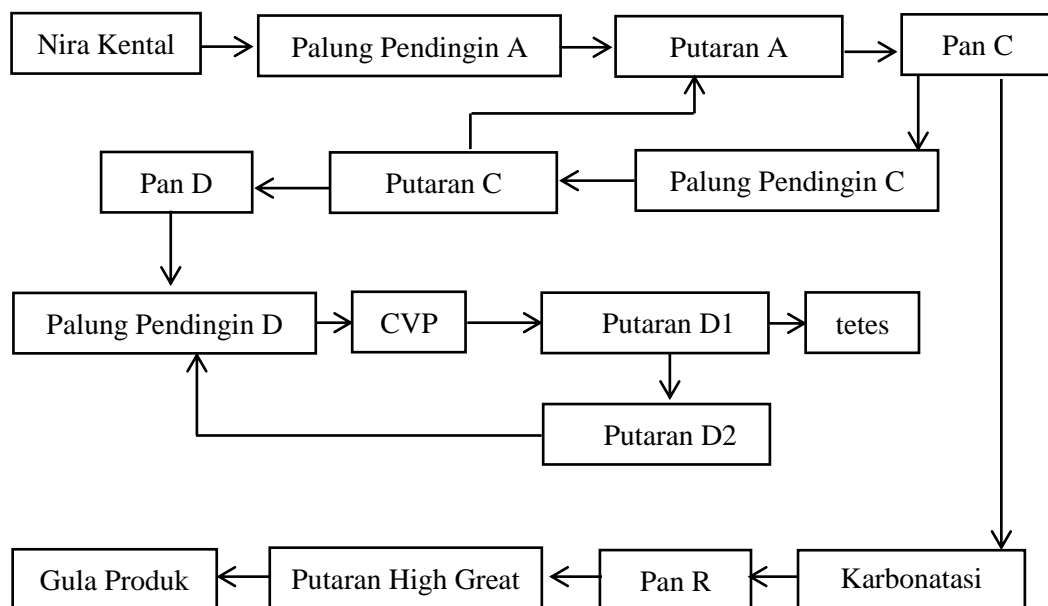 Nira Kental
Palung Pendingin A
Putaran A
Pan C
Pan D
Putaran C
Palung Pendingin C
Palung Pendingin D
CVP
Putaran D1
tetes
Putaran D2
Gula Produk
Putaran High Great
Pan R
Karbonatasi